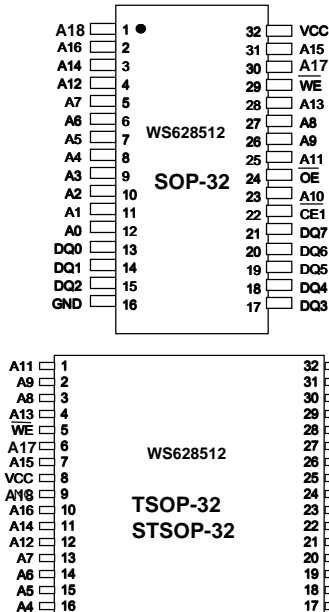 A18 1 32 VCC
A16 2 31 A15
A14 3 30 A17
A12 4 29 WE
A7 5 28 A13
A6 6 27 A8
A5 7 WS628512 26 A9
A4 8 25 A11
A3 9 SOP-32 24 OE
A2 10 23 A10
A1 11 22 CE1
A0 12 21 DQ7
DQ0 13 20 DQ6
DQ1 14 19 DQ5
DQ2 15 18 DQ4
GND 16 17 DQ3
A11 1 32
A9 2 31
A8 3 30
A13 4 29
WE 5 28
A17 6 27
A15 7 WS628512 26
VCC 8 25
9 24
A16 10 TSOP-32 23
A14 11 STSOP-32 22
A12 12 21
A7 13 20
A6 14 19
A5 15 18
A4 16 17